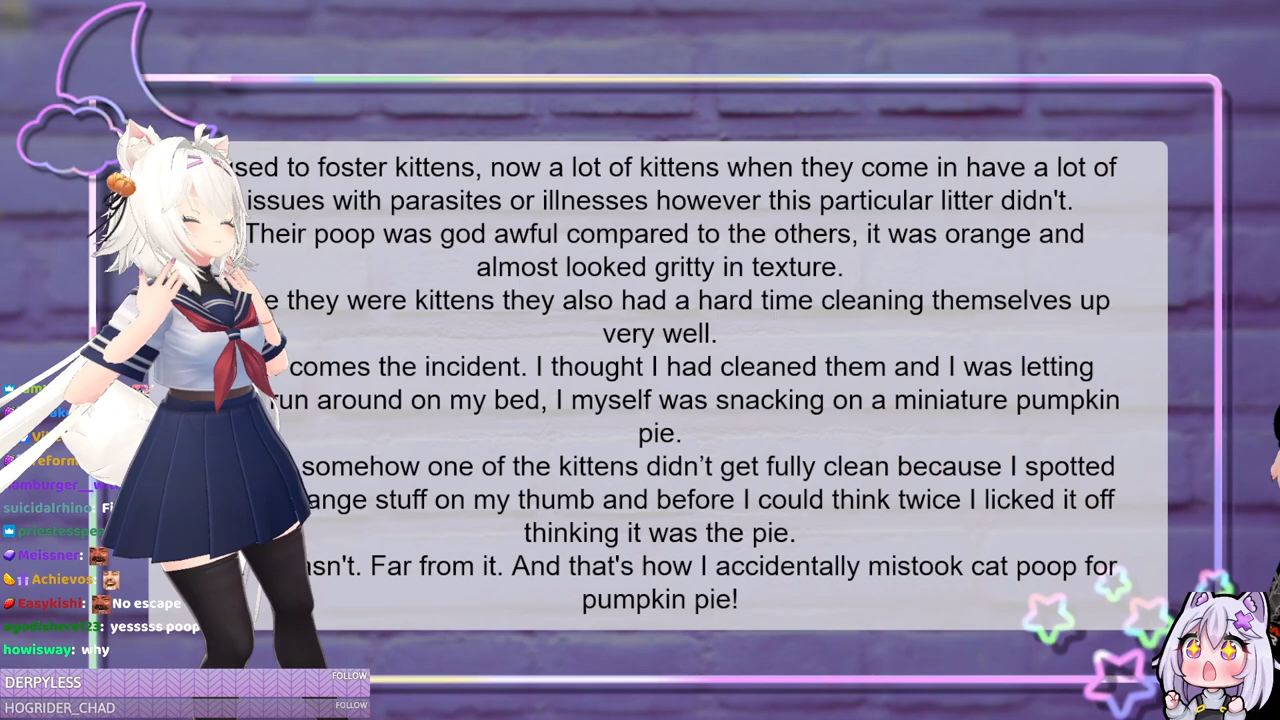 sed to foster kittens, now a lot of kittens when they come in have a lot of
issues with parasites or illnesses however this particular litter didn't.
Their poop was god awful compared to the others, it was orange and
almost looked gritty in texture.
e they were kittens they also had a hard time cleaning themselves up
very well.
comes the incident. I thought I had cleaned them and I was letting
run around on my bed, I myself was snacking on a miniature pumpkin
pie.
somehow one of the kittens didn’t get fully clean because I spotted
ange stuff on my thumb and before I could think twice I licked it off
thinking it was the pie.
asn't. Far from it. And that's how I accidentally mistook cat poop for
pumpkin pie!
suicidalrhino: Fi
priestesspea
Meissner:
Achievos
Easykishi: No escape
yesssss poop
howisway: why
DERPYLESS FOLLOW
HOGRIDER_CHAD FOLLOW